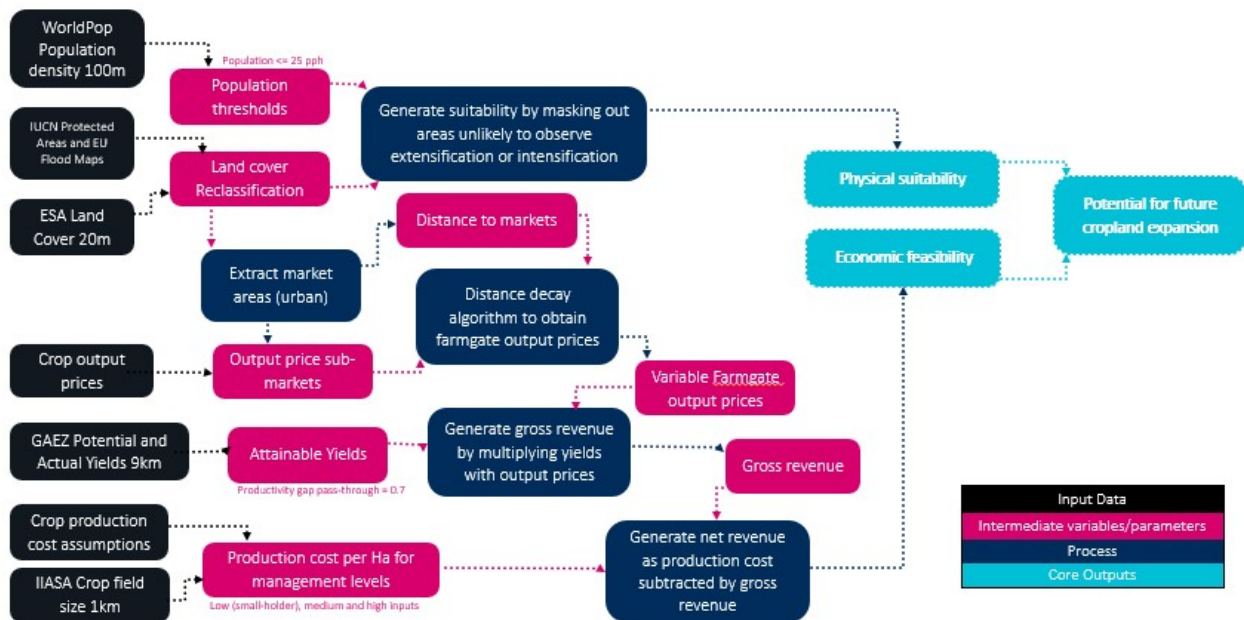 WorldPop
Population
density 100m
Population <= 25 pph
Population
thresholds
Generate suitability by masking out
areas unlikely to observe
extensification or intensification
IUCN Protected
Areas and EU
Flood Maps
Land cover
Reclassification
Physical suitability
ESA Land
Cover 20m
Distance to markets
Potential for future
cropland expansion
Economic feasibility
Extract market
areas (urban)
Distance decay
algorithm to obtain
farmgate output prices
Crop output
prices
Output price sub-
markets
Variable Farmgate
output prices
GAEZ Potential and
Actual Yields 9km
Attainable Yields
Productivity gap pass-through = 0.7
Generate gross revenue
by multiplying yields
with output prices
Gross revenue
Crop production
cost assumptions
Production cost per Ha for
management levels
Low (small-holder), medium and high inputs
IIASA Crop field
size 1km
Generate net revenue
as production cost
subtracted by gross
revenue
Input Data
Intermediate variables/parameters
Process
Core Outputs